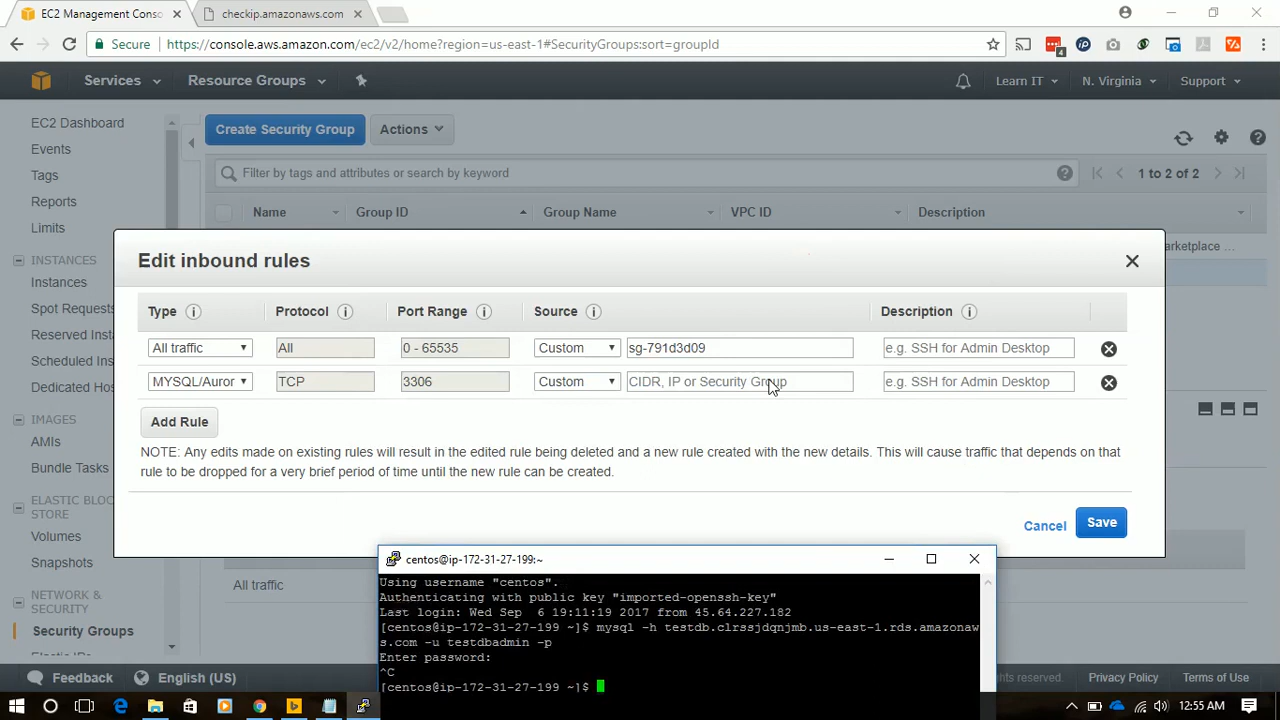 EC2 Management Conso
checkip.amazonaws.com
Secure
https://console.aws.amazon.com/ec2/v2/home?region=us-east-1#SecurityGroups:sort=groupId
4
Services
Resource Groups
Learn IT
N. Virginia
Support
EC2 Dashboard
Events
Tags
Reports
Limits
INSTANCES
Instances
Spot Requests
Reserved Inst
Scheduled Ins
Dedicated Host
IMAGES
AMIs
Bundle Tasks
ELASTIC BLOC
STORE
Volumes
Snapshots
NETWORK &
SECURITY
Security Groups
Create Security Group
Actions
Filter by tags and attributes or search by keyword
1 to 2 of 2
Name
Group ID
Group Name
VPC ID
Description
arketplace ...
Edit inbound rules
Type
Protocol
Port Range
Source
Description
All traffic
All
0 - 65535
Custom
sg-791d3d09
e.g. SSH for Admin Desktop
MYSQL/Auror
TCP
3306
Custom
CIDR, IP or Security Group
e.g. SSH for Admin Desktop
Add Rule
NOTE: Any edits made on existing rules will result in the edited rule being deleted and a new rule created with the new details. This will cause traffic that depends on that
rule to be dropped for a very brief period of time until the new rule can be created.
Cancel
Save
All traffic
centos@ip-172-31-27-199:~
Using username "centos".
Authenticating with public key "imported-openssh-key"
Last login: Wed Sep  6 19:11:19 2017 from 45.64.227.182
[centos@ip-172-31-27-199 ~]$ mysql -h testdb.clrssjdqnjmb.us-east-1.rds.amazonaw
s.com -u testdbadmin -p
Enter password:
^C
[centos@ip-172-31-27-199 ~]$
Feedback
English (US)
Privacy Policy
Terms of Use
12:55 AM